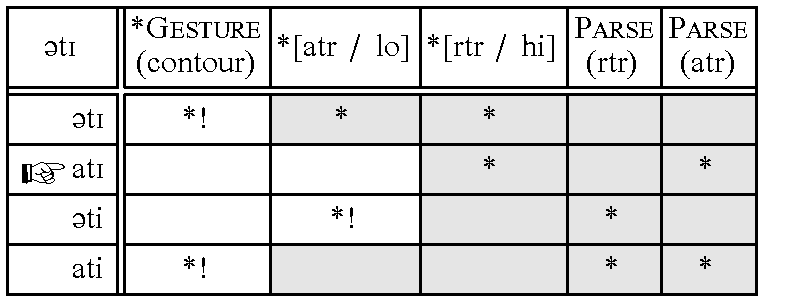 ətɪ *GESTURE (contour) *[atr / lo] *[rtr / hi] PARSE (rtr) PARSE (atr)
ətɪ *! * *
☞ atɪ * *
əti *! *
ati *! * *